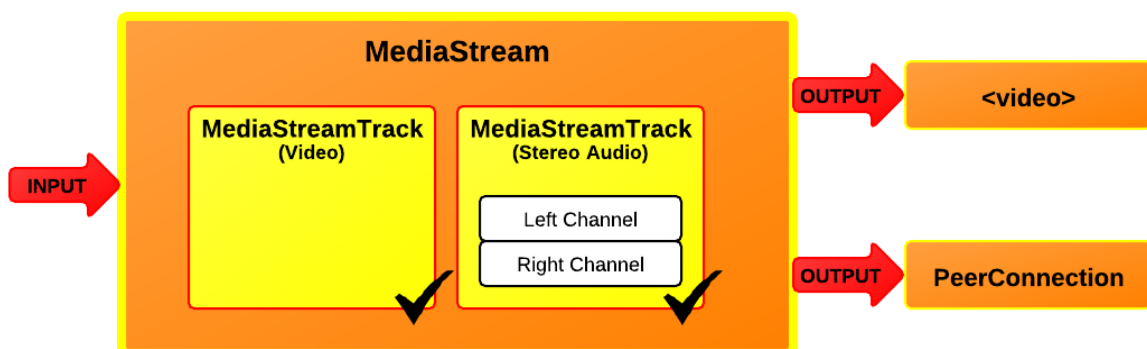 MediaStream
INPUT
MediaStreamTrack
(Video)
MediaStreamTrack
(Stereo Audio)
Left Channel
Right Channel
OUTPUT
<video>
OUTPUT
PeerConnection